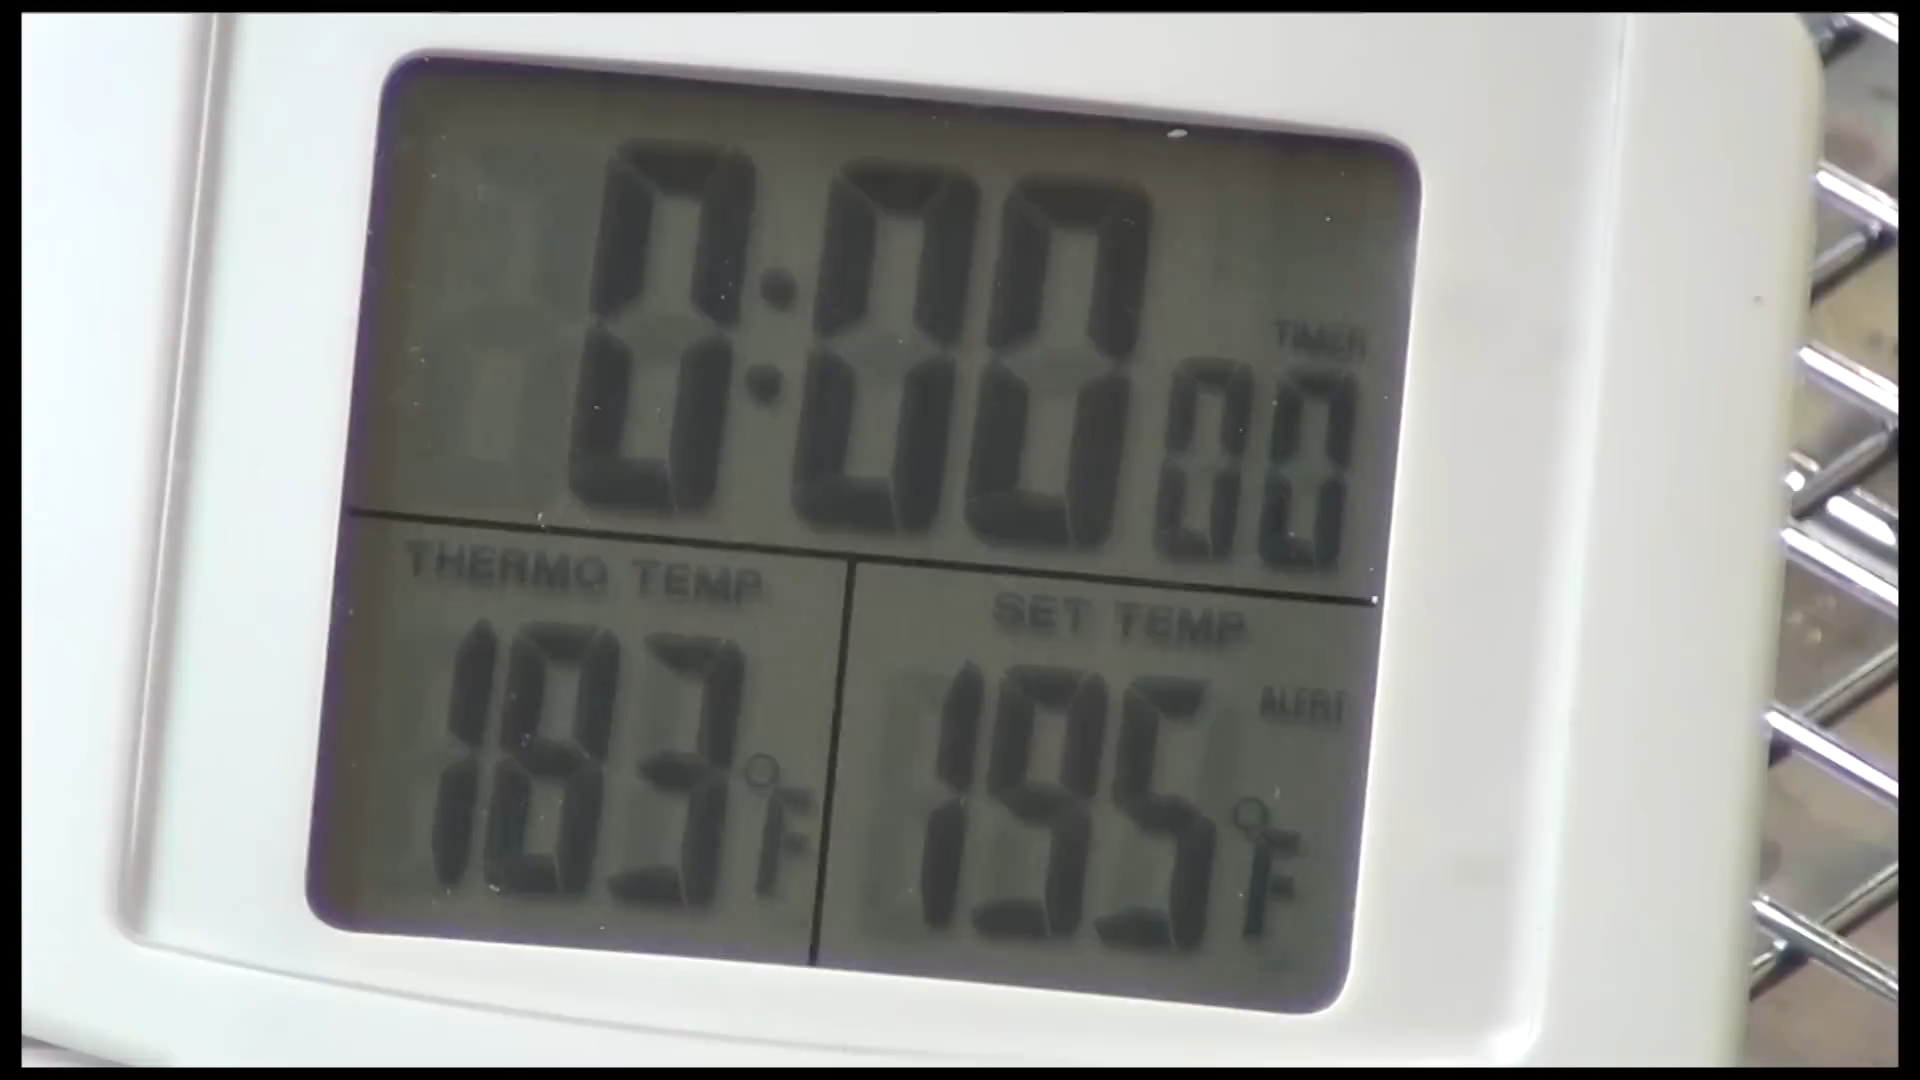 TIMER
0:00 00
THERMO TEMP
SET TEMP
183°F
195°F
ALERT